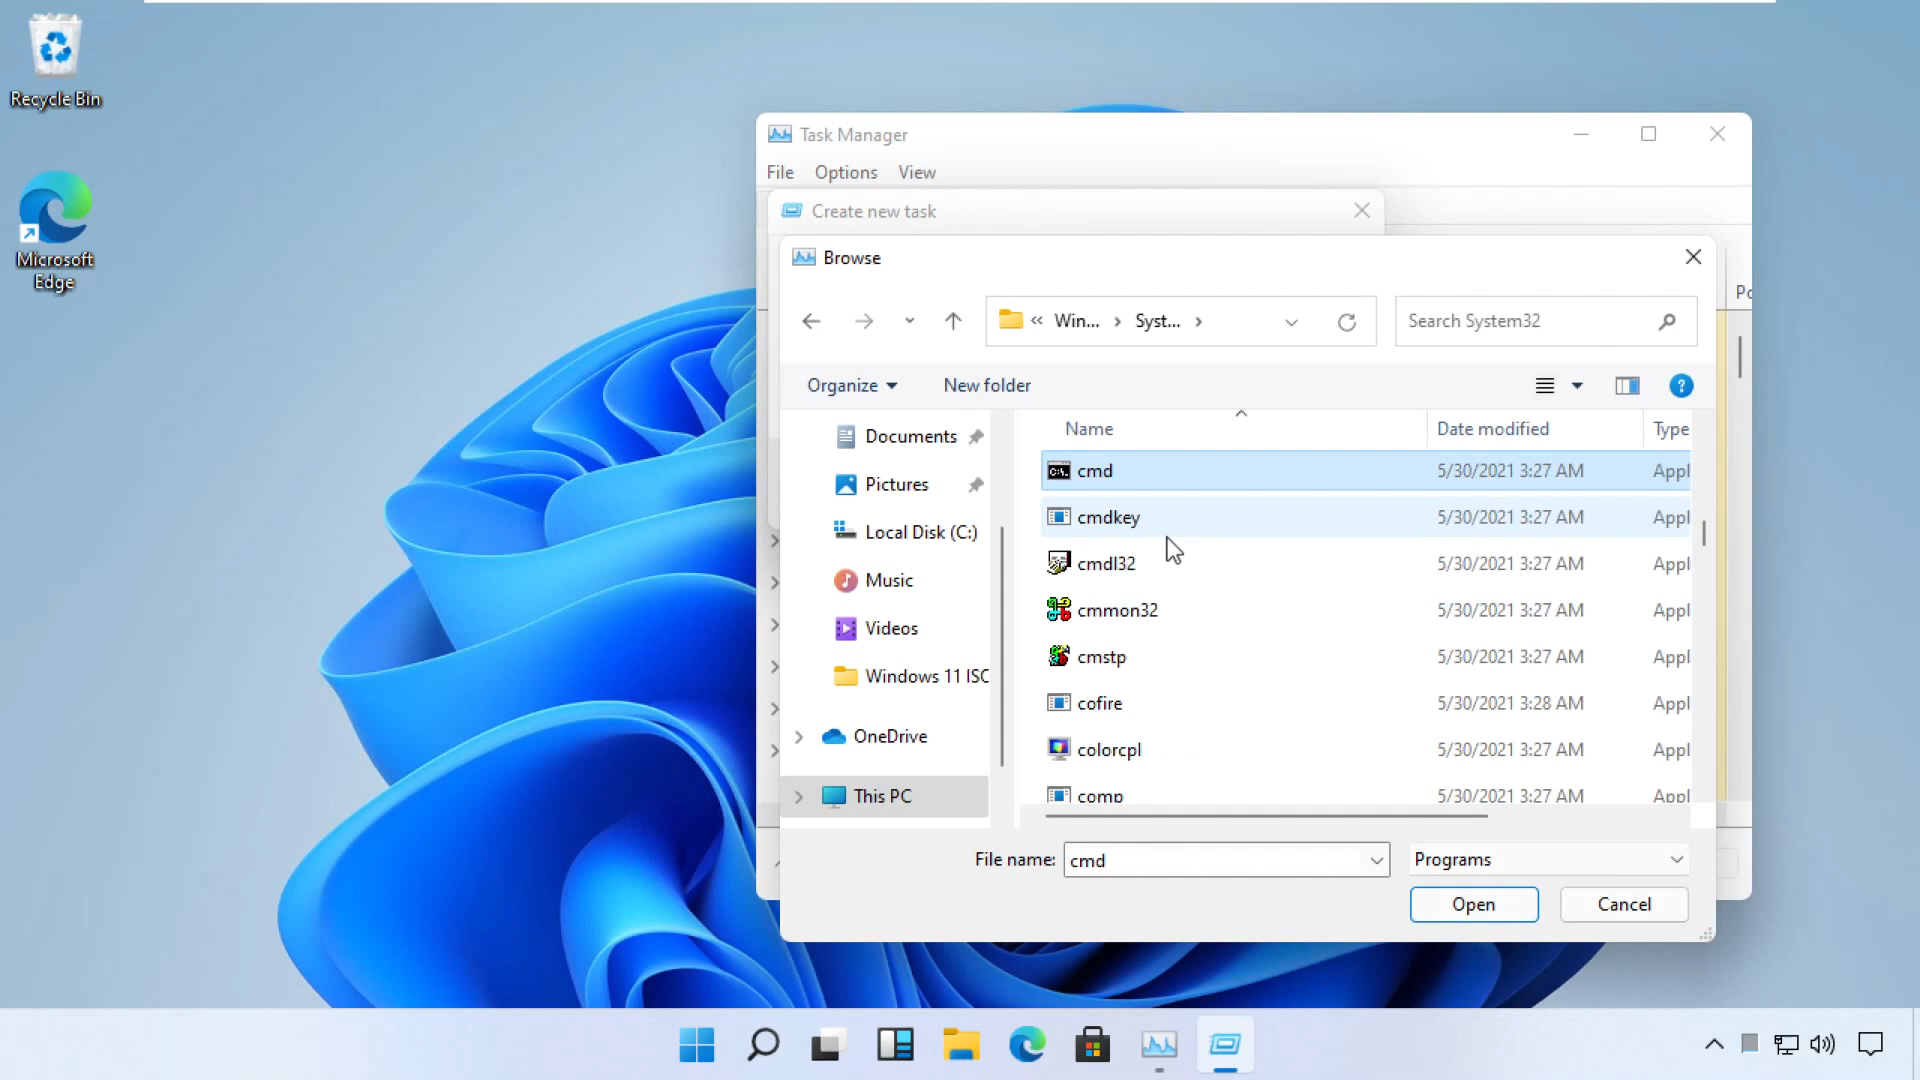 Recycle Bin
Microsoft
Edge
Task Manager
File Options View
Create new task
Browse
« Win... › Syst... ›
Search System32
Organize
New folder
?
Name Date modified Type
Documents
Pictures
Local Disk (C:)
Music
Videos
Windows 11 ISO
OneDrive
This PC
cmd 5/30/2021 3:27 AM Appl
cmdkey 5/30/2021 3:27 AM Appl
cmdl32 5/30/2021 3:27 AM Appl
cmmon32 5/30/2021 3:27 AM Appl
cmstp 5/30/2021 3:27 AM Appl
cofire 5/30/2021 3:28 AM Appl
colorcpl 5/30/2021 3:27 AM Appl
comp 5/30/2021 3:27 AM Appl
Po
File name: cmd
Programs
Open
Cancel